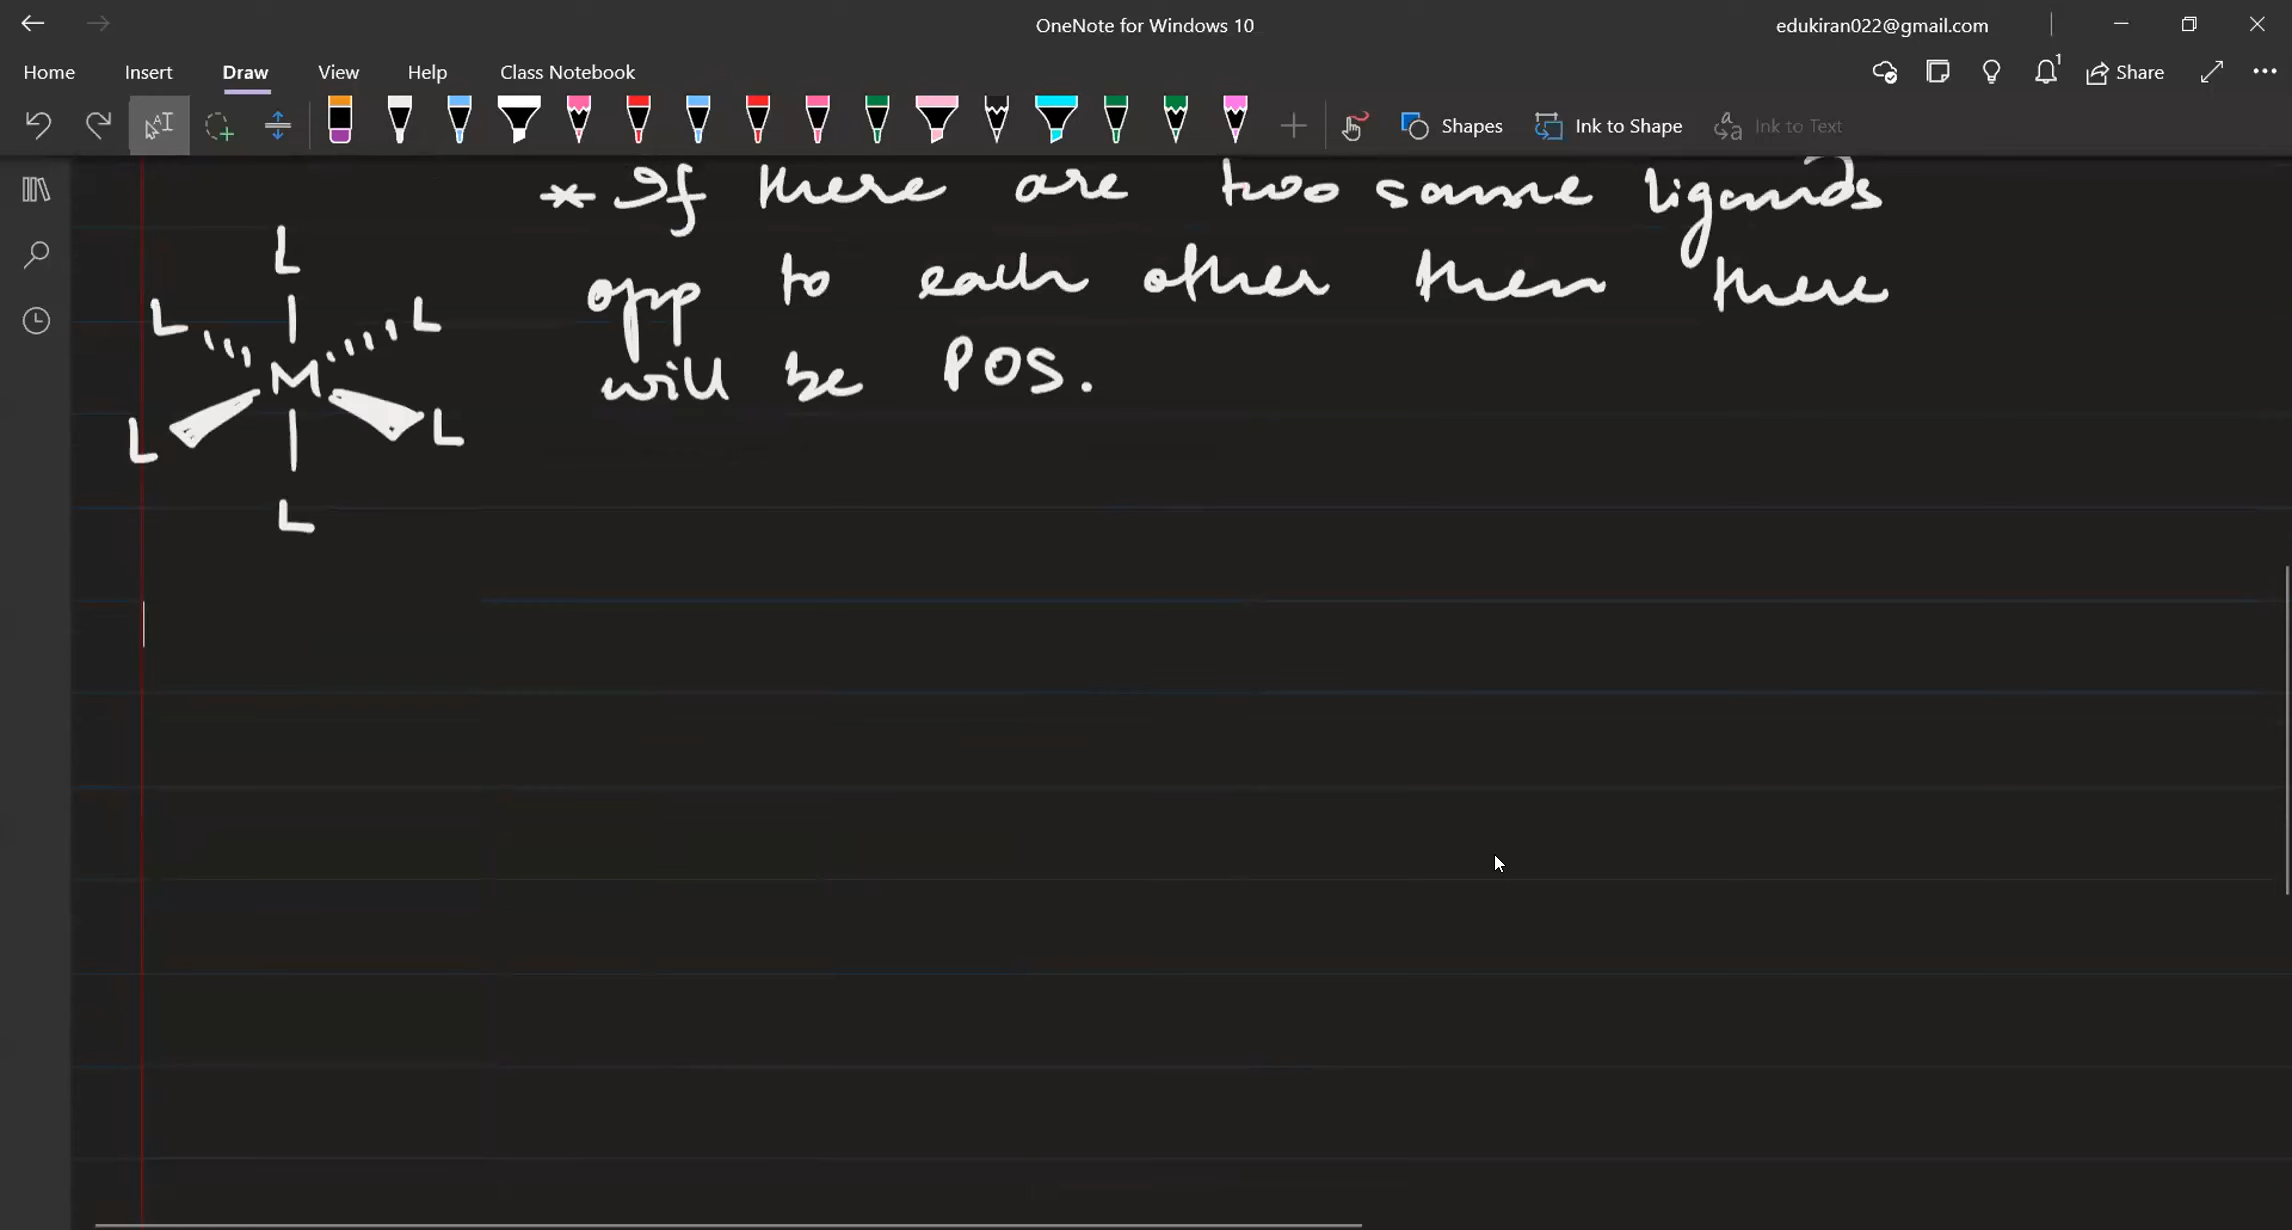 OneNote for Windows 10
edukiran022@gmail.com
Home Insert Draw View Help Class Notebook
1 Share
Shapes Ink to Shape Ink to Text
* If there are two same ligands
opp to each other then there
will be POS.
L
L L
M
L L
L